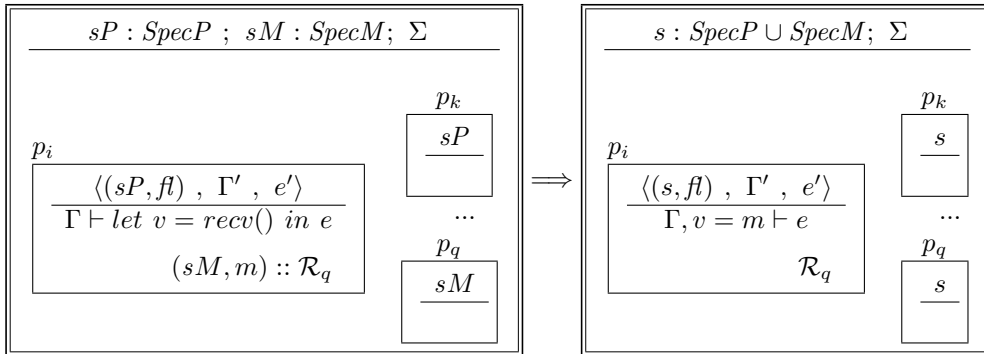 sP : SpecP ; sM : SpecM; Σ
p_k
sP
p_i
⟨(sP, fl) , Γ′ , e′⟩
Γ ⊢ let v = recv() in e
(sM, m) :: ℛ_q
...
p_q
sM
⟹
s : SpecP ∪ SpecM; Σ
p_k
s
p_i
⟨(s, fl) , Γ′ , e′⟩
Γ, v = m ⊢ e
ℛ_q
...
p_q
s